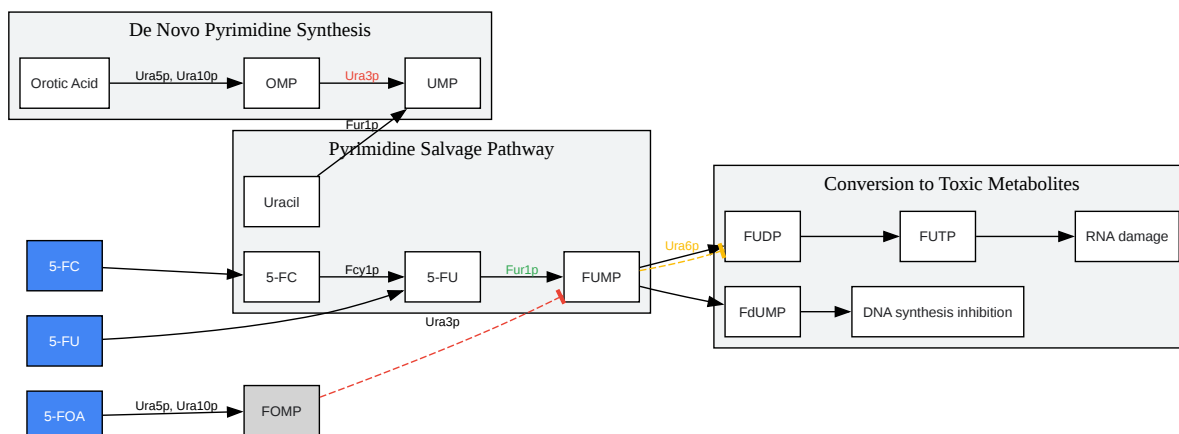 De Novo Pyrimidine Synthesis
Orotic Acid
Ura5p, Ura10p
OMP
Ura3p
UMP
Fur1p
Pyrimidine Salvage Pathway
Uracil
Conversion to Toxic Metabolites
5-FC
5-FC
Fcy1p
5-FU
Fur1p
FUMP
Ura6p
FUDP
FUTP
RNA damage
5-FU
Ura3p
FdUMP
DNA synthesis inhibition
5-FOA
Ura5p, Ura10p
FOMP